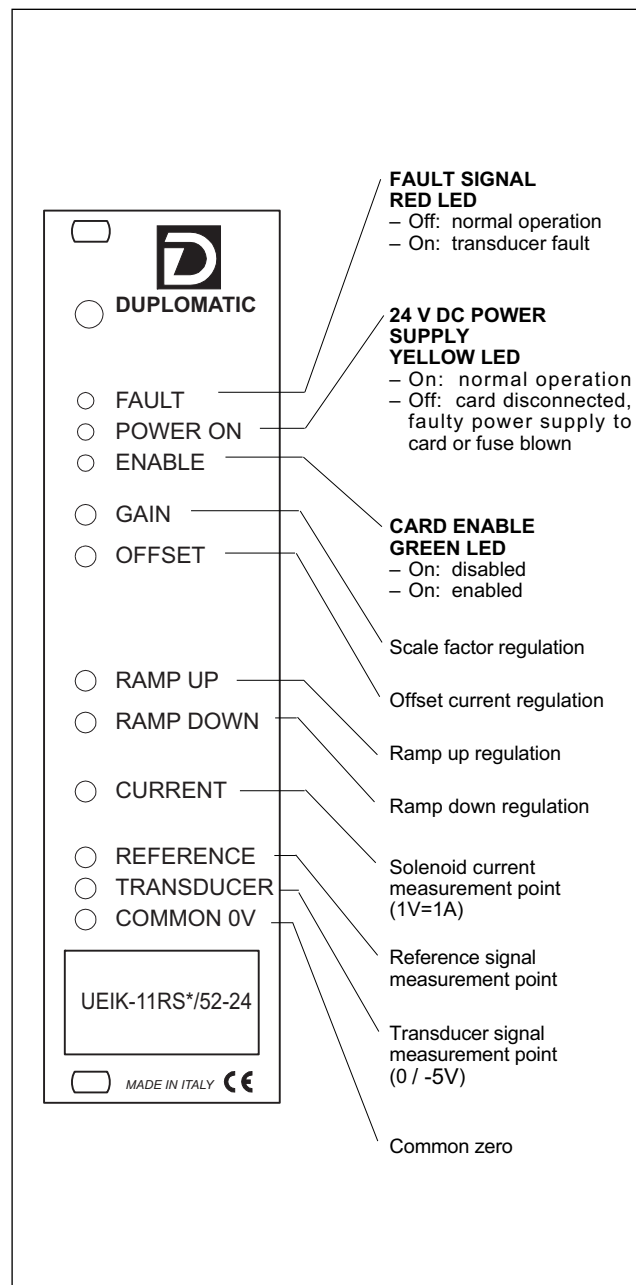 DUPLOMATIC
FAULT
POWER ON
ENABLE
GAIN
OFFSET
RAMP UP
RAMP DOWN
CURRENT
REFERENCE
TRANSDUCER
COMMON 0V
UEIK-11RS*/52-24
MADE IN ITALY CE
FAULT SIGNAL
RED LED
– Off: normal operation
– On: transducer fault
24 V DC POWER
SUPPLY
YELLOW LED
– On: normal operation
– Off: card disconnected,
faulty power supply to
card or fuse blown
CARD ENABLE
GREEN LED
– On: disabled
– On: enabled
Scale factor regulation
Offset current regulation
Ramp up regulation
Ramp down regulation
Solenoid current
measurement point
(1V=1A)
Reference signal
measurement point
Transducer signal
measurement point
(0 / -5V)
Common zero